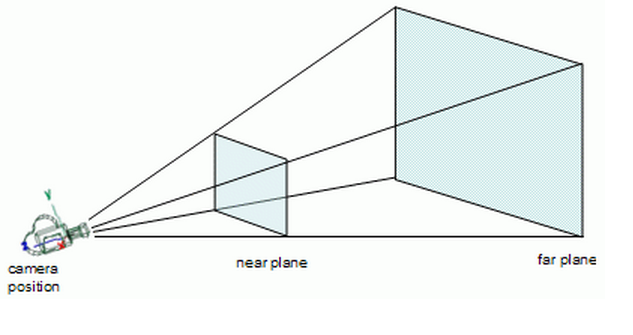 y
z
x
camera
position
near plane
far plane